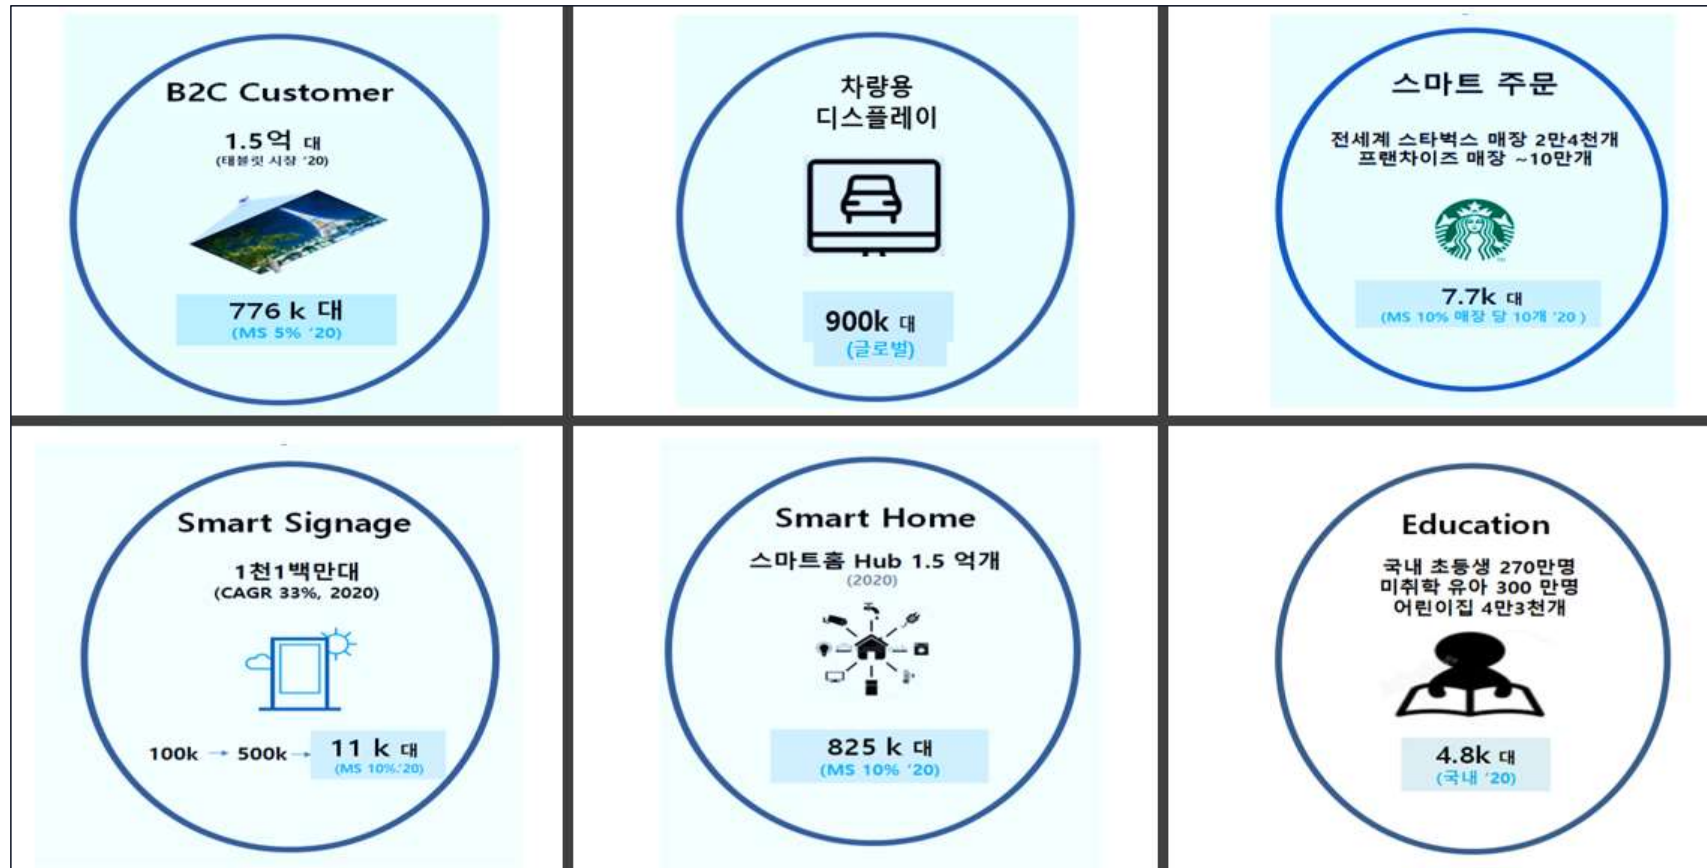 B2C Customer
1.5억 대
(태블릿 시장 ‘20)
776 k 대
(MS 5% ‘20)
차량용
디스플레이
900k 대
(글로벌)
스마트 주문
전세계 스타벅스 매장 2만4천개
프랜차이즈 매장 ~10만개
7.7k 대
(MS 10% 매장 당 10개 ‘20 )
Smart Signage
1천1백만대
(CAGR 33%, 2020)
100k → 500k → 11 k 대
(MS 10%.‘20)
Smart Home
스마트홈 Hub 1.5 억개
(2020)
825 k 대
(MS 10% ‘20)
Education
국내 초등생 270만명
미취학 유아 300 만명
어린이집 4만3천개
4.8k 대
(국내 ‘20)